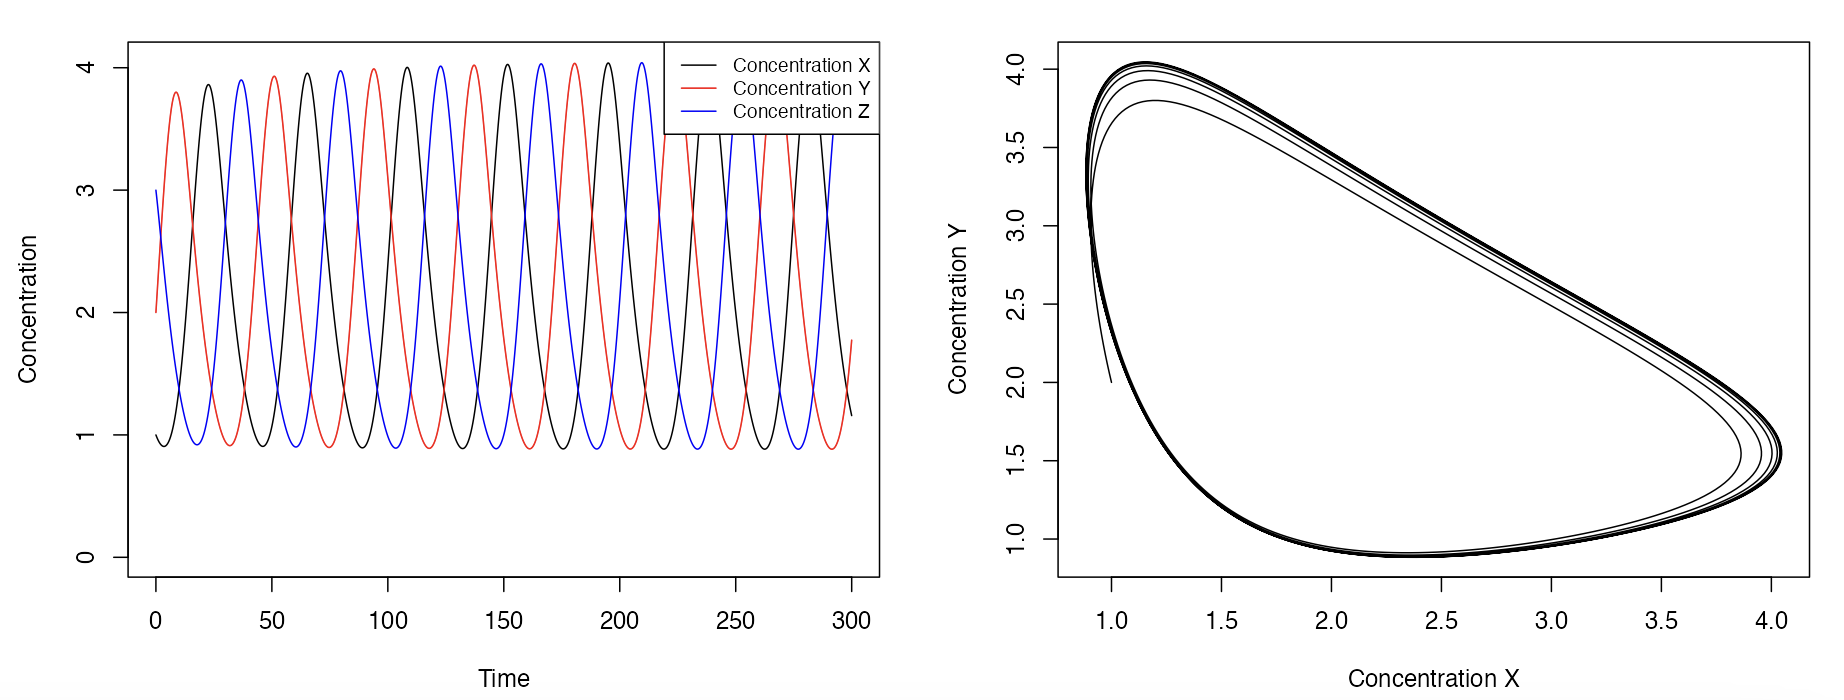 Concentration X
Concentration Y
Concentration Z
4
3
2
1
0
Concentration
0 50 100 150 200 250 300
Time
4.0
3.5
3.0
2.5
2.0
1.5
1.0
Concentration Y
1.0 1.5 2.0 2.5 3.0 3.5 4.0
Concentration X